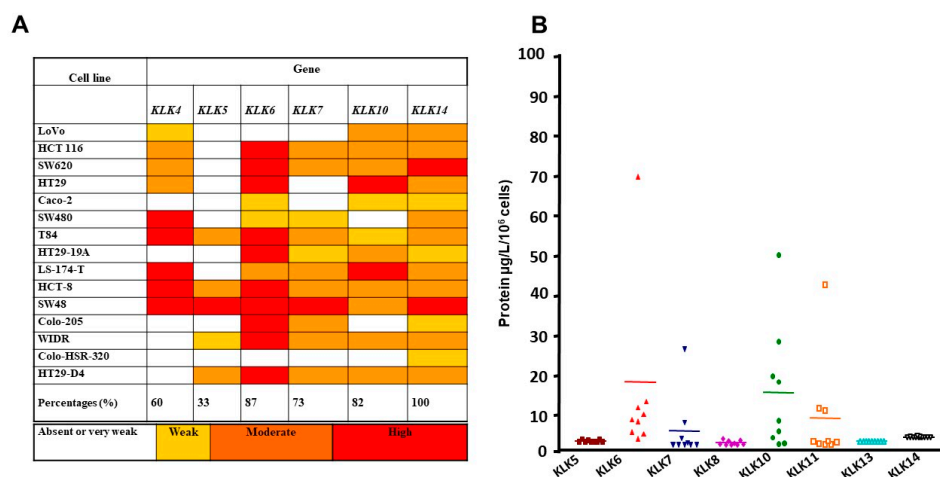 A
Cell line Gene
KLK4 KLK5 KLK6 KLK7 KLK10 KLK14
LoVo
HCT 116
SW620
HT29
Caco-2
SW480
T84
HT29-19A
LS-174-T
HCT-8
SW48
Colo-205
WIDR
Colo-HSR-320
HT29-D4
Percentages (%) 60 33 87 73 82 100
Absent or very weak Weak Moderate High
B
Protein µg/L/10⁶ cells)
100
90
80
70
60
50
40
30
20
10
0
KLK5 KLK6 KLK7 KLK8 KLK10 KLK11 KLK13 KLK14